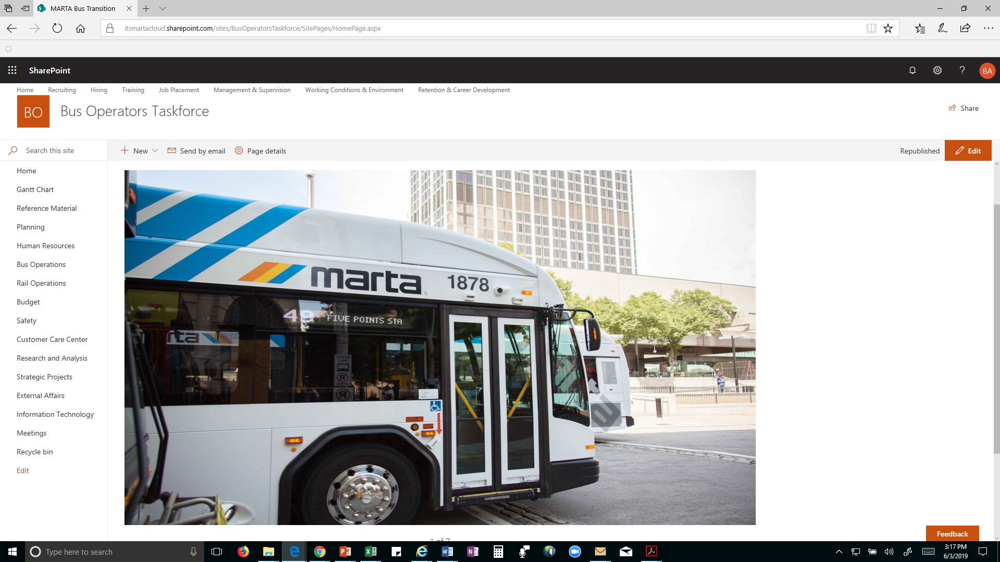 MARTA Bus Transition
itsmartacloud.sharepoint.com/sites/BusOperatorsTaskforce/SitePages/HomePage.aspx
SharePoint
BA
Home Recruiting Hiring Training Job Placement Management & Supervision Working Conditions & Environment Retention & Career Development
BO
Bus Operators Taskforce
Share
Search this site
New
Send by email
Page details
Republished
Edit
Home
Gantt Chart
Reference Material
Planning
Human Resources
Bus Operations
Rail Operations
Budget
Safety
Customer Care Center
Research and Analysis
Strategic Projects
External Affairs
Information Technology
Meetings
Recycle bin
Edit
marta
1878
49 FIVE POINTS STA
rta
BUSES
ONLY
KNEELING
1 of 7
Feedback
Type here to search
3:17 PM
6/3/2019